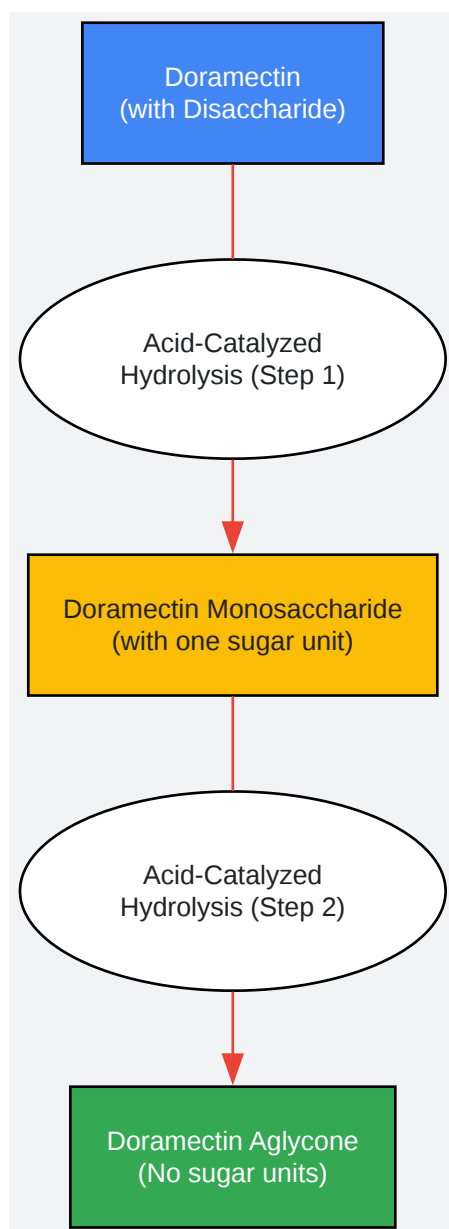 Doramectin
(with Disaccharide)
Acid-Catalyzed
Hydrolysis (Step 1)
Doramectin Monosaccharide
(with one sugar unit)
Acid-Catalyzed
Hydrolysis (Step 2)
Doramectin Aglycone
(No sugar units)